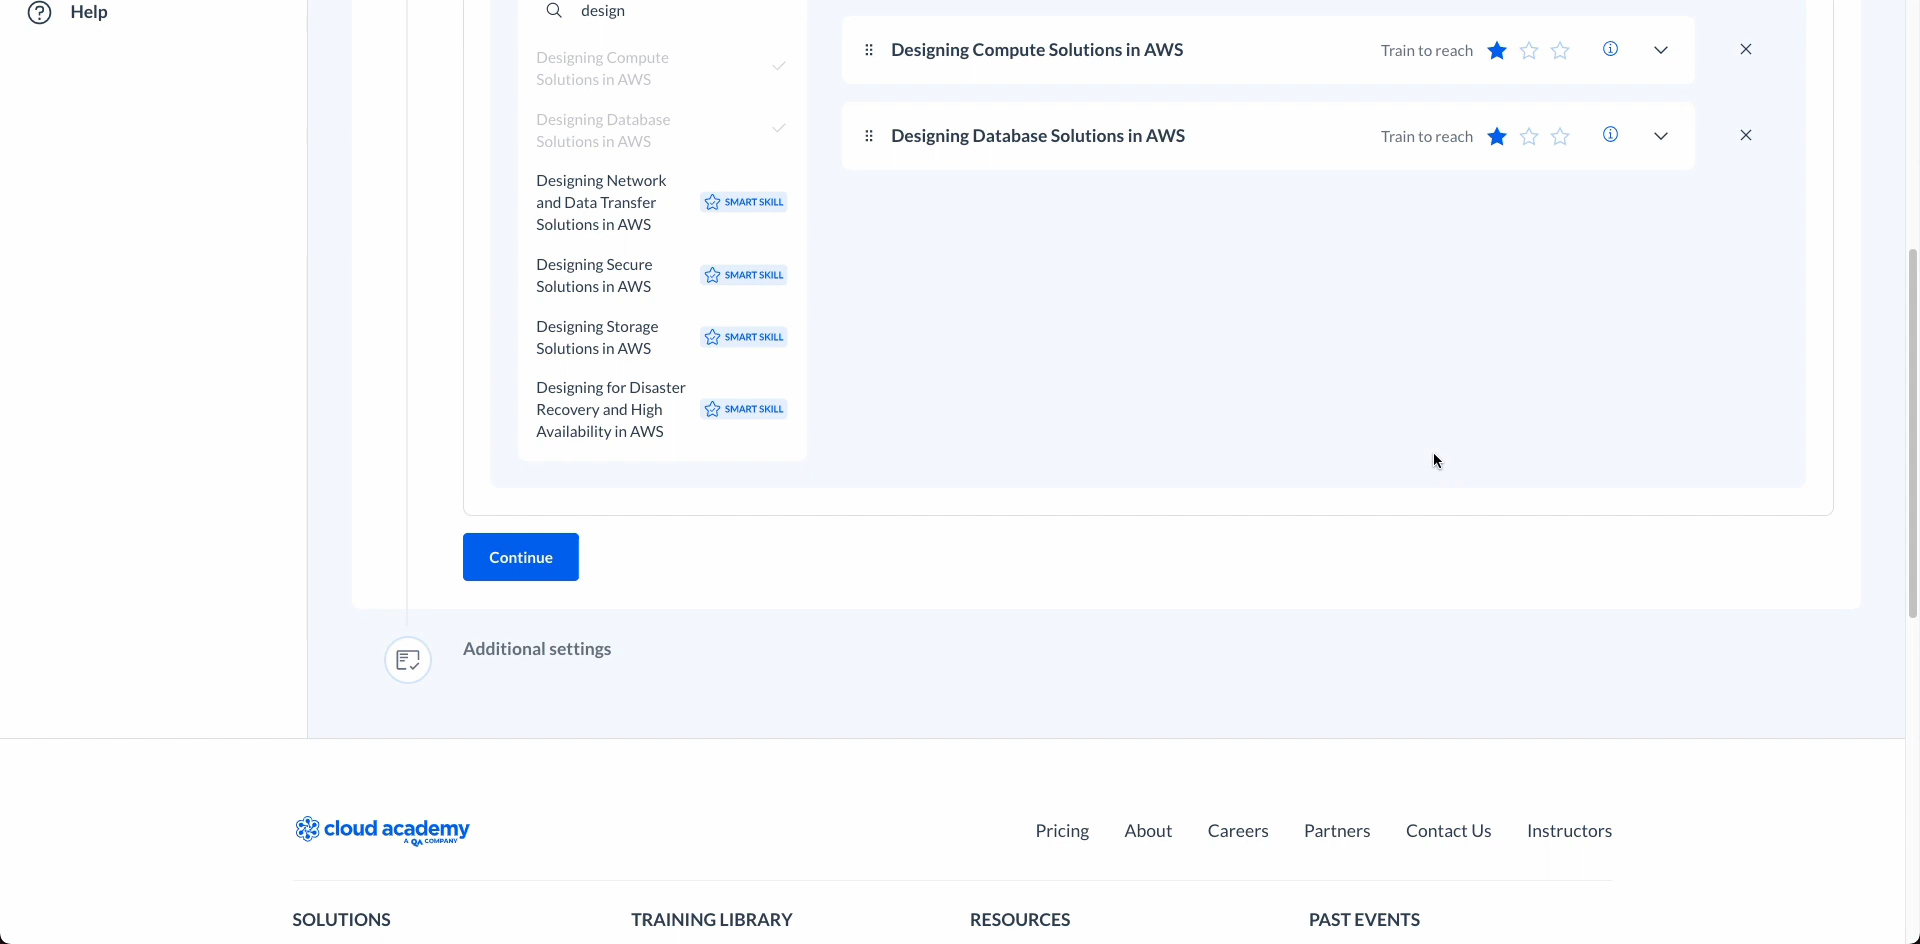 Help
design
Designing Compute
Solutions in AWS
Designing Database
Solutions in AWS
Designing Network
and Data Transfer
Solutions in AWS
SMART SKILL
Designing Secure
Solutions in AWS
SMART SKILL
Designing Storage
Solutions in AWS
SMART SKILL
Designing for Disaster
Recovery and High
Availability in AWS
SMART SKILL
Designing Compute Solutions in AWS Train to reach
Designing Database Solutions in AWS Train to reach
Continue
Additional settings
cloud academy
A QA COMPANY
Pricing About Careers Partners Contact Us Instructors
SOLUTIONS TRAINING LIBRARY RESOURCES PAST EVENTS